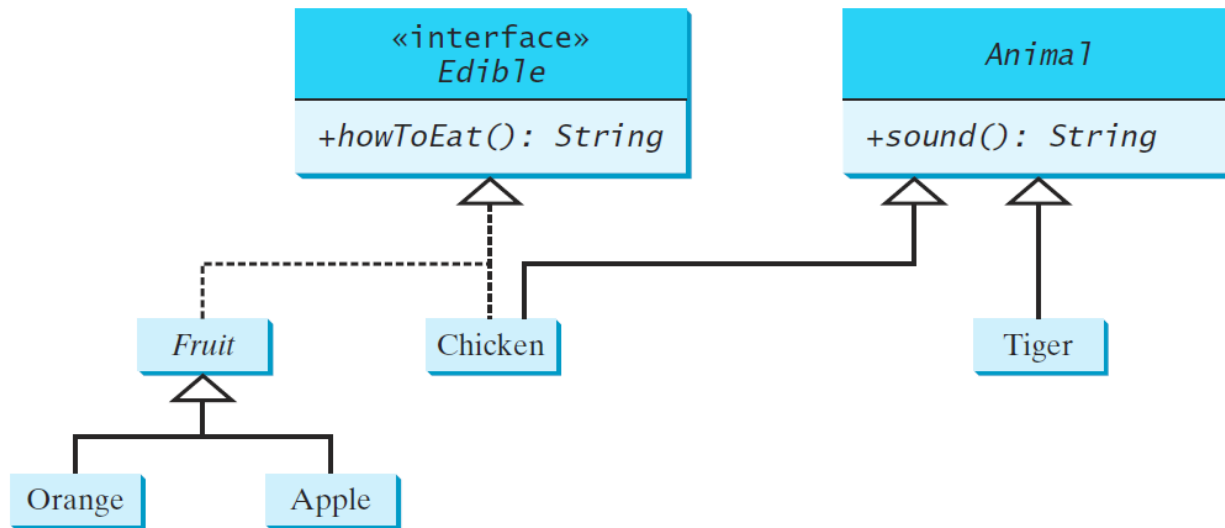 «interface»
Edible
+howToEat(): String
Animal
+sound(): String
Fruit
Chicken
Tiger
Orange
Apple